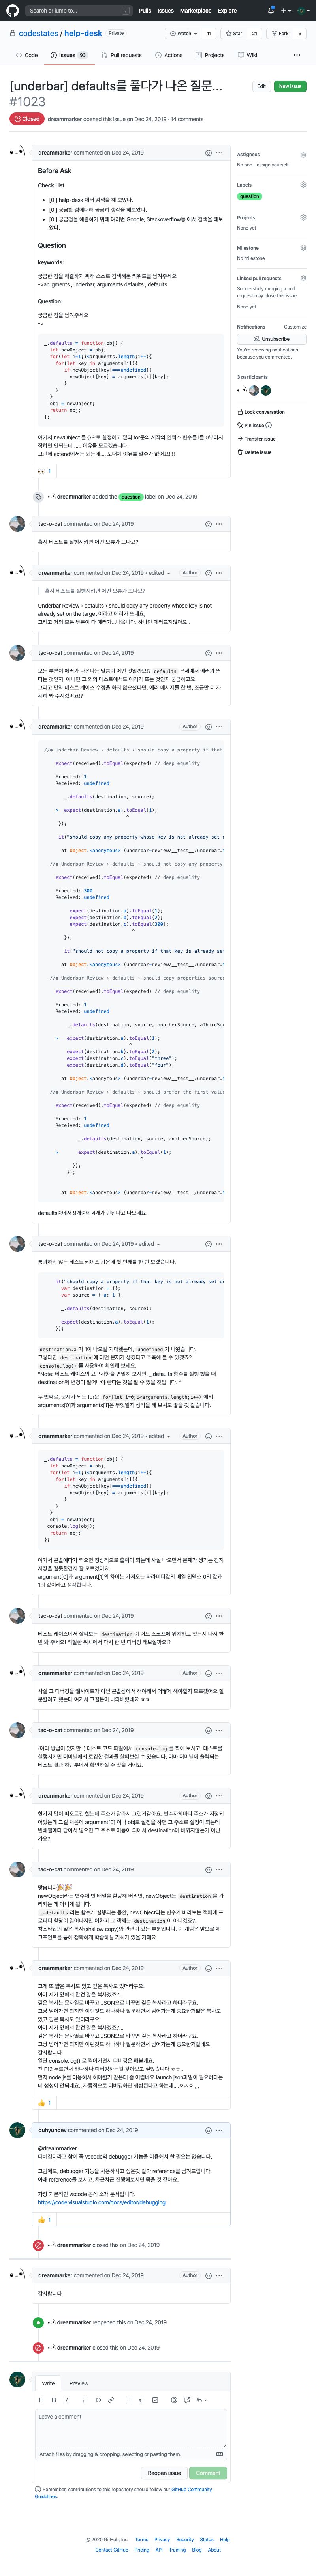 Search or jump to...
Pulls Issues Marketplace Explore
codestates / help-desk Private
Watch 11 Star 21 Fork 6
Code Issues 93 Pull requests Actions Projects Wiki
[underbar] defaults를 풀다가 나온 질문...
#1023
Edit New issue
Closed dreammarker opened this issue on Dec 24, 2019 · 14 comments
dreammarker commented on Dec 24, 2019
Before Ask
Check List
[O ] help-desk 에서 검색을 해 보았다.
[O ] 궁금한 점에대해 곰곰히 생각을 해보았다.
[O ] 궁금점을 해결하기 위해 여러번 Google, Stackoverflow등 에서 검색을 해보았다.
Question
keywords:
궁금한 점을 해결하기 위해 스스로 검색해본 키워드를 남겨주세요
->arugments ,underbar, arguments defaults , defaults
Question:
궁금한 점을 남겨주세요
->
_.defaults = function(obj) {
let newObject = obj;
for(let i=1;i<arguments.length;i++){
for(let key in arguments[i]){
if(newObject[key]===undefined){
newObject[key] = arguments[i][key];
}
}
}
obj = newObject;
return obj;
};
여기서 newObject 를 {}으로 설정하고 밑의 for문의 시작의 인덱스 변수를 i를 0부터시작하면 안되는데 ..... 이유를 모르겠습니다.
그런데 extend에서는 되는데.... 도대체 이유를 알수가 없어요!!!!
1
dreammarker added the question label on Dec 24, 2019
tac-o-cat commented on Dec 24, 2019
혹시 테스트를 실행시키면 어떤 오류가 뜨나요?
dreammarker commented on Dec 24, 2019 • edited Author
혹시 테스트를 실행시키면 어떤 오류가 뜨나요?
Underbar Review › defaults › should copy any property whose key is not already set on the target 이라고 에러가 뜨네요,
그리고 거의 모든 부분이 다 에러가...나옵니다. 하나만 에러뜨지않아요 .
tac-o-cat commented on Dec 24, 2019
모든 부분이 에러가 나온다는 말씀이 어떤 것일까요!? defaults 문제에서 에러가 뜬다는 것인지, 아니면 그 외의 테스트에서도 에러가 뜨는 것인지 궁금하군요.
그리고 만약 테스트 케이스 수정을 하지 않으셨다면, 에러 메시지를 한 번, 조금만 더 자세히 봐 주시겠어요!?
dreammarker commented on Dec 24, 2019 Author
//● Underbar Review › defaults › should copy a property if that
expect(received).toEqual(expected) // deep equality
Expected: 1
Received: undefined
_.defaults(destination, source);
> expect(destination.a).toEqual(1);
^
});
it("should copy any property whose key is not already set o
at Object.<anonymous> (underbar-review/__test__/underbar.t
//● Underbar Review › defaults › should not copy any property
expect(received).toEqual(expected) // deep equality
Expected: 300
Received: undefined
expect(destination.a).toEqual(1);
expect(destination.b).toEqual(2);
expect(destination.c).toEqual(300);
^
});
it("should not copy a property if that key is already set
at Object.<anonymous> (underbar-review/__test__/underbar.t
//● Underbar Review › defaults › should copy properties source
expect(received).toEqual(expected) // deep equality
Expected: 1
Received: undefined
_.defaults(destination, source, anotherSource, aThirdSou
> expect(destination.a).toEqual(1);
^
expect(destination.b).toEqual(2);
expect(destination.c).toEqual("three");
expect(destination.d).toEqual("four");
at Object.<anonymous> (underbar-review/__test__/underbar.t
//● Underbar Review › defaults › should prefer the first value
expect(received).toEqual(expected) // deep equality
Expected: 1
Received: undefined
_.defaults(destination, source, anotherSource);
> expect(destination.a).toEqual(1);
^
});
});
at Object.<anonymous> (underbar-review/__test__/underbar.t
defaults중에서 9개중에 4개가 안된다고 나오네요.
tac-o-cat commented on Dec 24, 2019 • edited
통과하지 않는 테스트 케이스 가운데 첫 번째를 한 번 보겠습니다.
it("should copy a property if that key is not already set or
var destination = {};
var source = { a: 1 };
_.defaults(destination, source);
expect(destination.a).toEqual(1);
});
destination.a 가 1이 나오길 기대했는데, undefined 가 나왔습니다.
그렇다면 destination 에 어떤 문제가 생겼다고 추측해 볼 수 있겠죠?
console.log() 를 사용하여 확인해 보세요.
*Note: 테스트 케이스의 요구사항을 면밀히 보시면, _.defaults 함수를 실행 했을 때 destination에 변경이 일어나야 한다는 것을 알 수 있을 것입니다. *
두 번째로, 문제가 되는 for문 for(let i=0;i<arguments.length;i++) 에서 arguments[0]과 arguments[1]은 무엇일지 생각을 해 보셔도 좋을 것 같습니다.
dreammarker commented on Dec 24, 2019 • edited Author
_.defaults = function(obj) {
let newObject = obj;
for(let i=1;i<arguments.length;i++){
for(let key in arguments[i]){
if(newObject[key]===undefined){
newObject[key] = arguments[i][key];
}
}
}
obj = newObject;
console.log(obj);
return obj;
};
여기서 콘솔에다가 찍으면 정상적으로 출력이 되는데 사실 나오면서 문제가 생기는 건지 저장을 잘못한건지 잘 모르겠어요.
argument[0]과 argument[1]의 차이는 가져오는 파라미터값의 배열 인덱스 0의 값과 1의 값이라고 생각합니다.
tac-o-cat commented on Dec 24, 2019
테스트 케이스에서 살펴보는 destination 이 어느 스코프에 위치하고 있는지 다시 한 번 봐 주세요! 적절한 위치에서 다시 한 번 디버깅 해보실까요!?
dreammarker commented on Dec 24, 2019 Author
사실 그 디버깅을 웹사이트가 아닌 콘솔창에서 해야해서 어떻게 해야할지 모르겠어요 질문할려고 했는데 여기서 그질문이 나와버렸네요 ㅎㅎ
tac-o-cat commented on Dec 24, 2019
(여러 방법이 있지만..) 테스트 코드 파일에서 console.log 를 찍어 보시고, 테스트를 실행시키면 터미널에서 로깅한 결과를 살펴보실 수 있습니다. 아마 터미널에 출력되는 테스트 결과 하단부에서 확인하실 수 있을 거예요.
dreammarker commented on Dec 24, 2019 Author
한가지 답이 떠오르긴 했는데 주소가 달라서 그런거같아요. 변수자체마다 주소가 지정되어있는데 그걸 처음에 argument[0] 이나 obj로 설정을 하면 그 주소로 설정이 되는데 만약빈배열에다 담아서 넣으면 그 주소로 이동이 되어서 destination이 바뀌지않는거 아닌가요?
tac-o-cat commented on Dec 24, 2019
맞습니다
newObject라는 변수에 빈 배열을 할당해 버리면, newObject는 destination 을 가리키는 게 아니게 됩니다.
_.defaults 라는 함수가 실행되는 동안, newObject라는 변수가 바라보는 객체에 프로퍼티 할당이 일어나지만 여차피 그 객체는 destination 이 아니겠죠?!
참조타입의 얕은 복사(shallow copy)와 관련이 있는 부분입니다. 이 개념은 앞으로 체크포인트를 통해 정확하게 학습하실 기회가 있을 거예요.
dreammarker commented on Dec 24, 2019 Author
그게 또 얇은 복사도 있고 깊은 복사도 있더라구요.
아마 제가 앞에서 한건 얇은 복사겠죠?...
깊은 복사는 문자열로 바꾸고 JSON으로 바꾸면 깊은 복사라고 하더라구요.
그냥 넘어가면 되지만 이런것도 하나하나 질문하면서 넘어가는게 중요한거얇은 복사도 있고 깊은 복사도 있더라구요.
아마 제가 앞에서 한건 얇은 복사겠죠?...
깊은 복사는 문자열로 바꾸고 JSON으로 바꾸면 깊은 복사라고 하더라구요.
그냥 넘어가면 되지만 이런것도 하나하나 질문하면서 넘어가는게 중요한거네요.
감사합니다.
일단 console.log() 로 찍어가면서 디버깅은 해볼게요.
전 F12 누르면서 하나하나 디버깅하는걸 찾아보고 싶었습니다 ㅎㅎ..
먼저 node.js를 이용해서 해야할거 같은데 좀 어렵네요 launch.json파일이 필요하다는데 생성이 안되네요.. 자동적으로 디버깅하면 생성된다고 하는데....ㅇㅅㅇ ,,,
1
duhyundev commented on Dec 24, 2019
@dreammarker
디버깅이라고 함이 꼭 vscode의 debugger 기능을 이용해서 할 필요는 없습니다.
그럼에도, debugger 기능을 사용하시고 싶은것 같아 reference를 남겨드립니다.
아래 reference를 보시고, 차근차근 진행해보시면 좋을 것 같아요.
가장 기본적인 vscode 공식 소개 문서입니다.
https://code.visualstudio.com/docs/editor/debugging
1
dreammarker closed this on Dec 24, 2019
dreammarker commented on Dec 24, 2019 Author
감사합니다
dreammarker reopened this on Dec 24, 2019
dreammarker closed this on Dec 24, 2019
Write Preview
Leave a comment
Attach files by dragging & dropping, selecting or pasting them.
Reopen issue Comment
Remember, contributions to this repository should follow our GitHub Community Guidelines.
Assignees
No one—assign yourself
Labels
question
Projects
None yet
Milestone
No milestone
Linked pull requests
Successfully merging a pull request may close this issue.
None yet
Notifications Customize
Unsubscribe
You're receiving notifications because you commented.
3 participants
Lock conversation
Pin issue
Transfer issue
Delete issue
© 2020 GitHub, Inc. Terms Privacy Security Status Help
Contact GitHub Pricing API Training Blog About